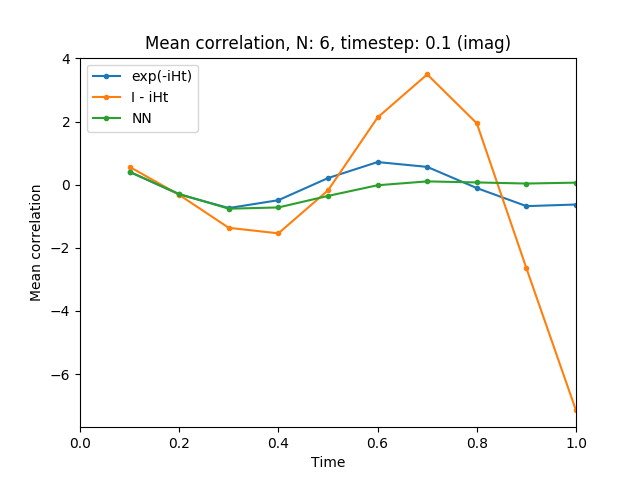 Mean correlation, N: 6, timestep: 0.1 (imag)
exp(-iHt)
I - iHt
NN
4
2
0
−2
−4
−6
Mean correlation
0.0 0.2 0.4 0.6 0.8 1.0
Time